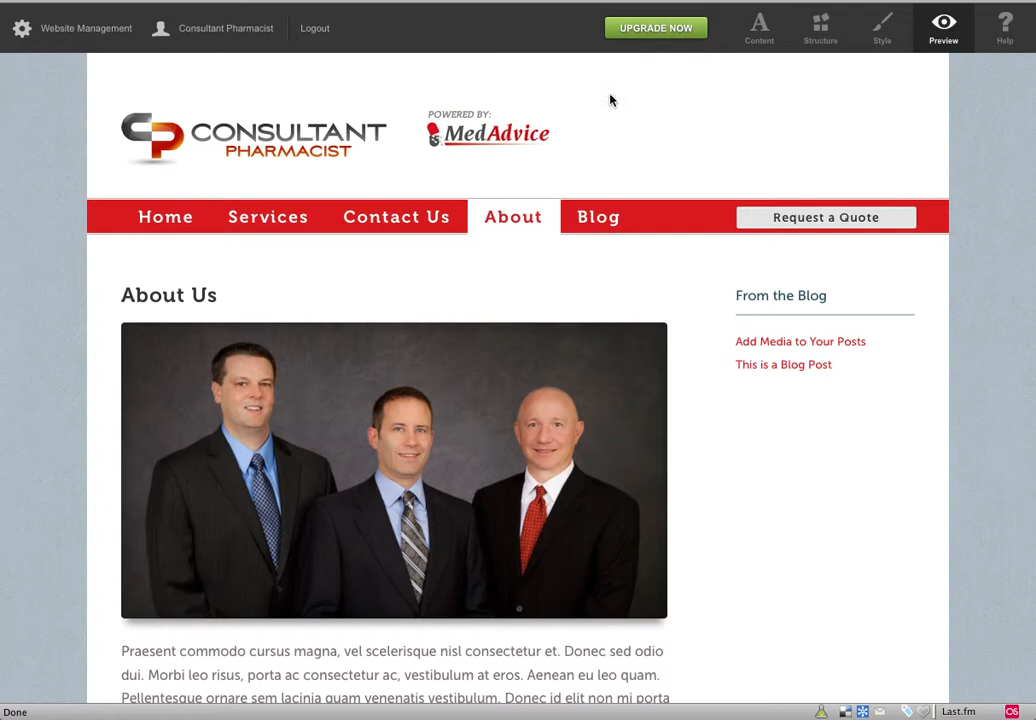 Website Management
Consultant Pharmacist
Logout
UPGRADE NOW
Content
Structure
Style
Preview
Help
CONSULTANT
PHARMACIST
POWERED BY:
MedAdvice
Home
Services
Contact Us
About
Blog
Request a Quote
About Us
From the Blog
Add Media to Your Posts
This is a Blog Post
Praesent commodo cursus magna, vel scelerisque nisl consectetur et. Donec sed odio
dui. Morbi leo risus, porta ac consectetur ac, vestibulum at eros. Aenean eu leo quam.
Pellentesque ornare sem lacinia quam venenatis vestibulum. Donec id elit non mi porta
Done
Last.fm